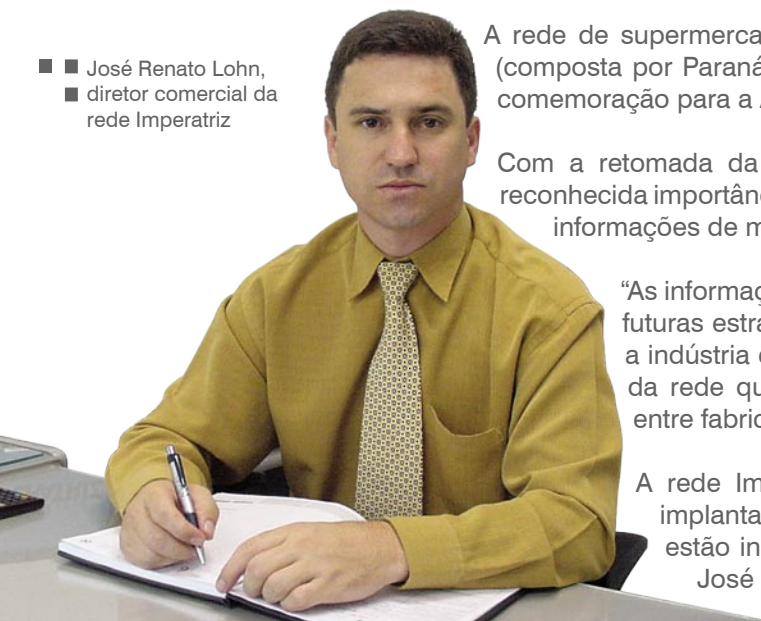 José Renato Lohn,
diretor comercial da
rede Imperatriz
A rede de supermerca
(composta por Paraná
comemoração para a
Com a retomada da
reconhecida importân
informações de m
“As informaç
futuras estra
a indústria
da rede qu
entre fabric
A rede Im
implanta
estão in
José